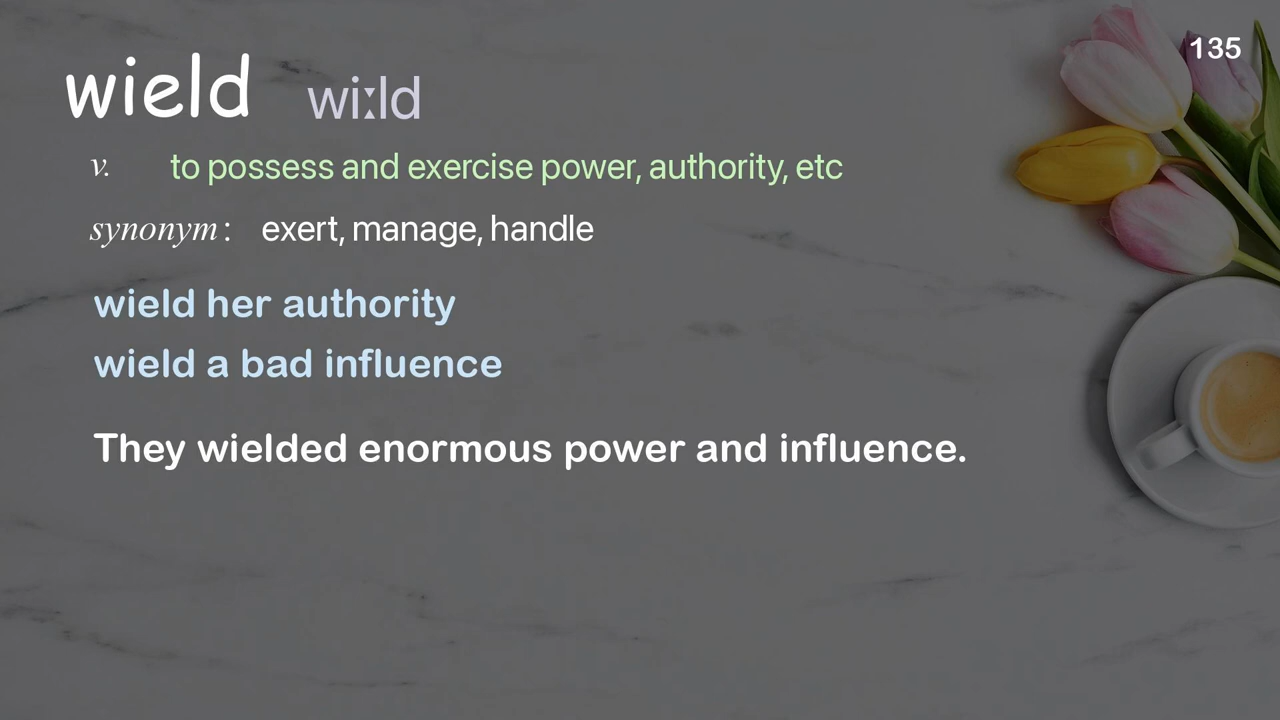 135
wield wiːld
v. to possess and exercise power, authority, etc
synonym: exert, manage, handle
wield her authority
wield a bad influence
They wielded enormous power and influence.